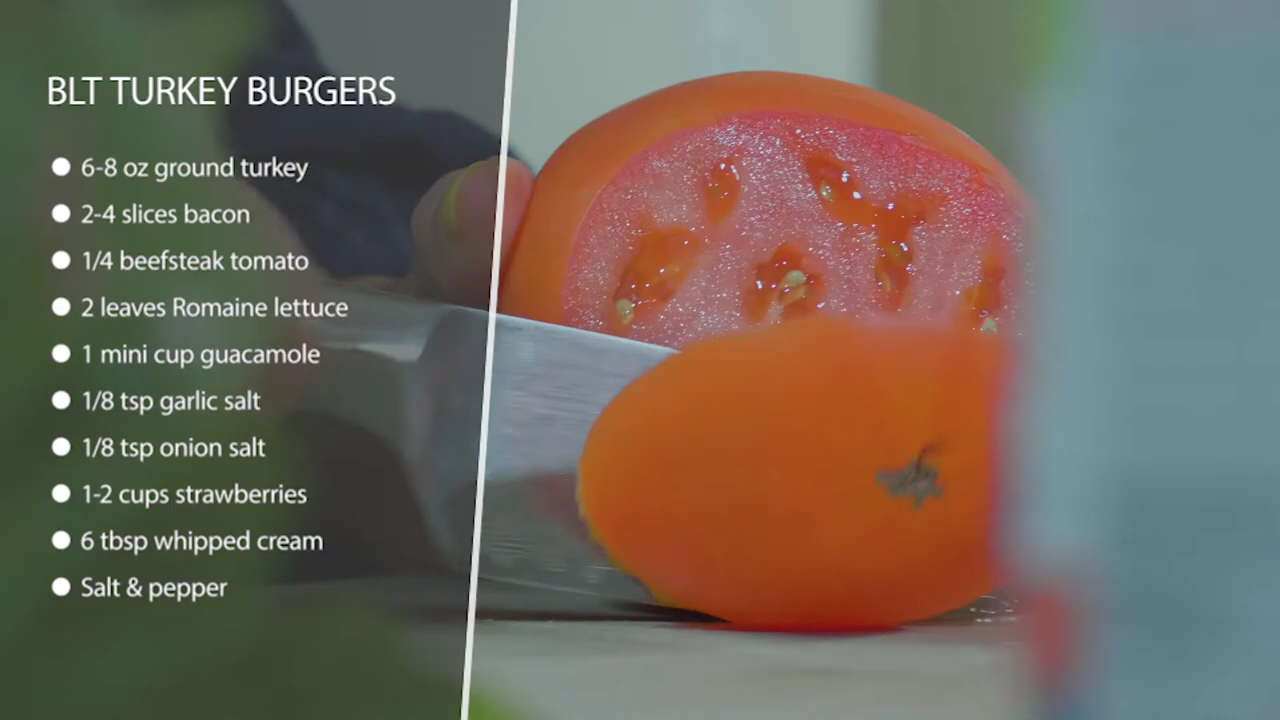 BLT TURKEY BURGERS
6-8 oz ground turkey
2-4 slices bacon
1/4 beefsteak tomato
2 leaves Romaine lettuce
1 mini cup guacamole
1/8 tsp garlic salt
1/8 tsp onion salt
1-2 cups strawberries
6 tbsp whipped cream
Salt & pepper